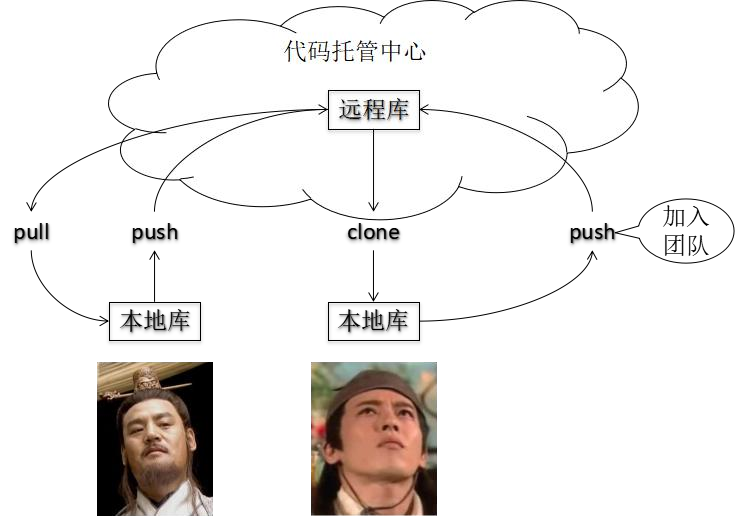 代码托管中心
远程库
pull
push
clone
push
加入
团队
本地库
本地库